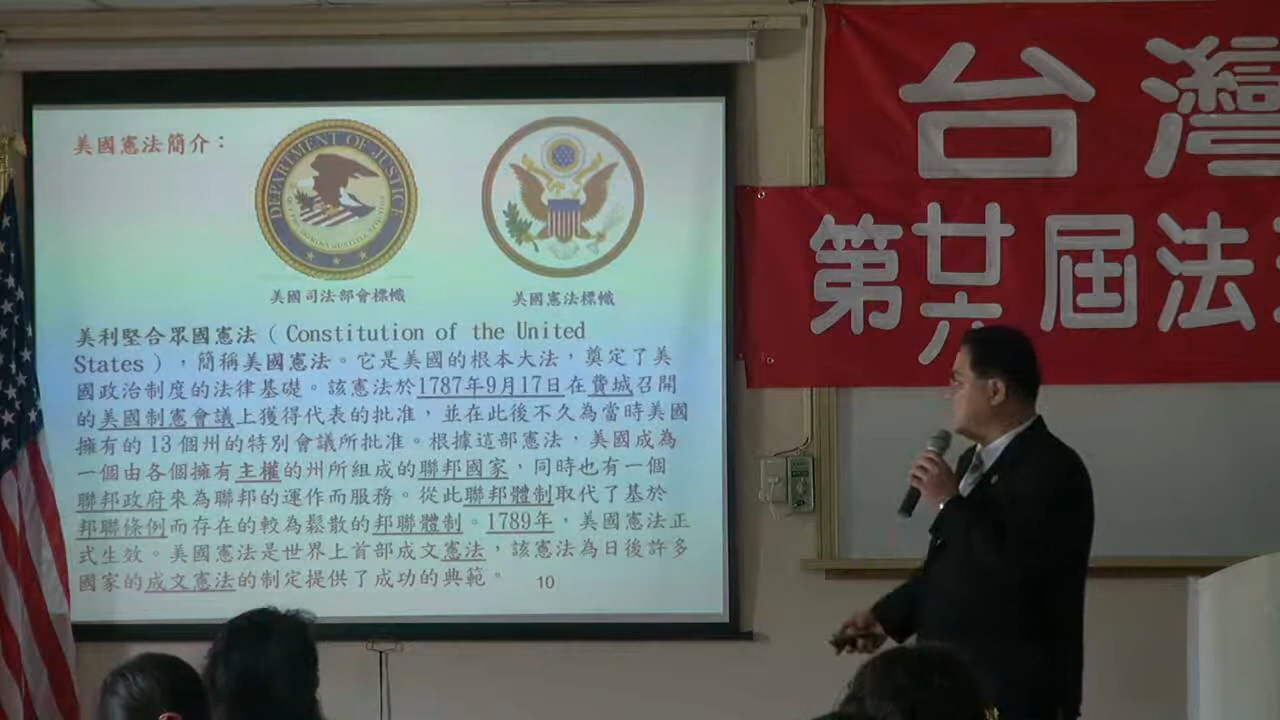 美國憲法簡介：
DEPARTMENT OF JUSTICE
美國司法部會標幟
美國憲法標幟
美利堅合眾國憲法（Constitution of the United
States），簡稱美國憲法。它是美國的根本大法，奠定了美
國政治制度的法律基礎。該憲法於1787年9月17日在費城召開
的美國制憲會議上獲得代表的批准，並在此後不久為當時美國
擁有的 13 個州的特別會議所批准。根據這部憲法，美國成為
一個由各個擁有主權的州所組成的聯邦國家，同時也有一個
聯邦政府來為聯邦的運作而服務。從此聯邦體制取代了基於
邦聯條例而存在的較為鬆散的邦聯體制。1789年，美國憲法正
式生效。美國憲法是世界上首部成文憲法，該憲法為日後許多
國家的成文憲法的制定提供了成功的典範。
10
台灣
第廿六屆法